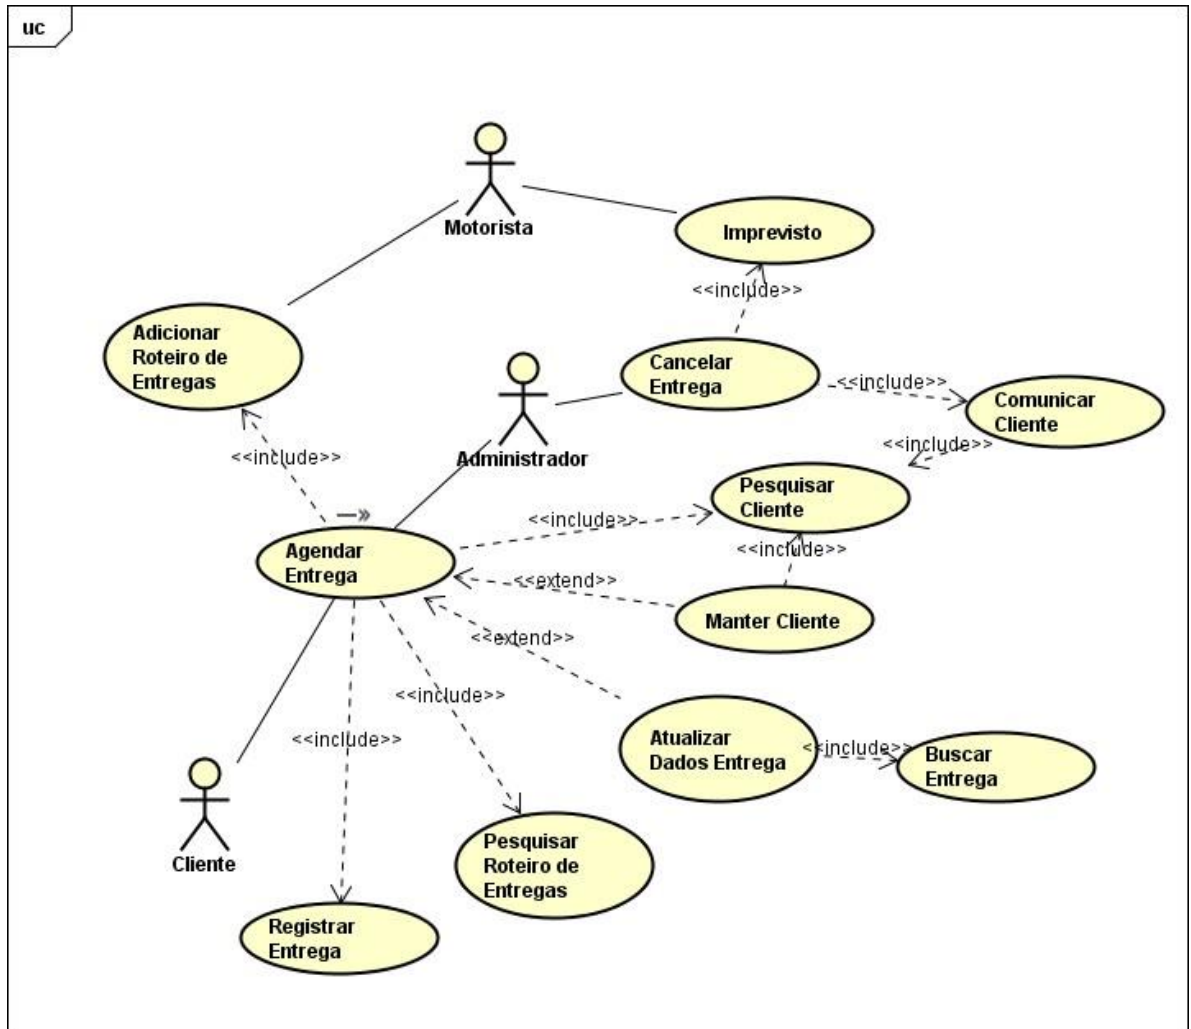 uc
Motorista
Imprevisto
<<include>>
Adicionar
Roteiro de
Entregas
Cancelar
Entrega
<<include>>
Comunicar
Cliente
<<include>>
<<include>>
Administrador
Pesquisar
Cliente
<<include>>
<<include>>
Agendar
Entrega
<<extend>>
Manter Cliente
<<extend>>
<<include>>
<<include>>
Atualizar
Dados Entrega
<<include>>
Buscar
Entrega
Cliente
Pesquisar
Roteiro de
Entregas
Registrar
Entrega